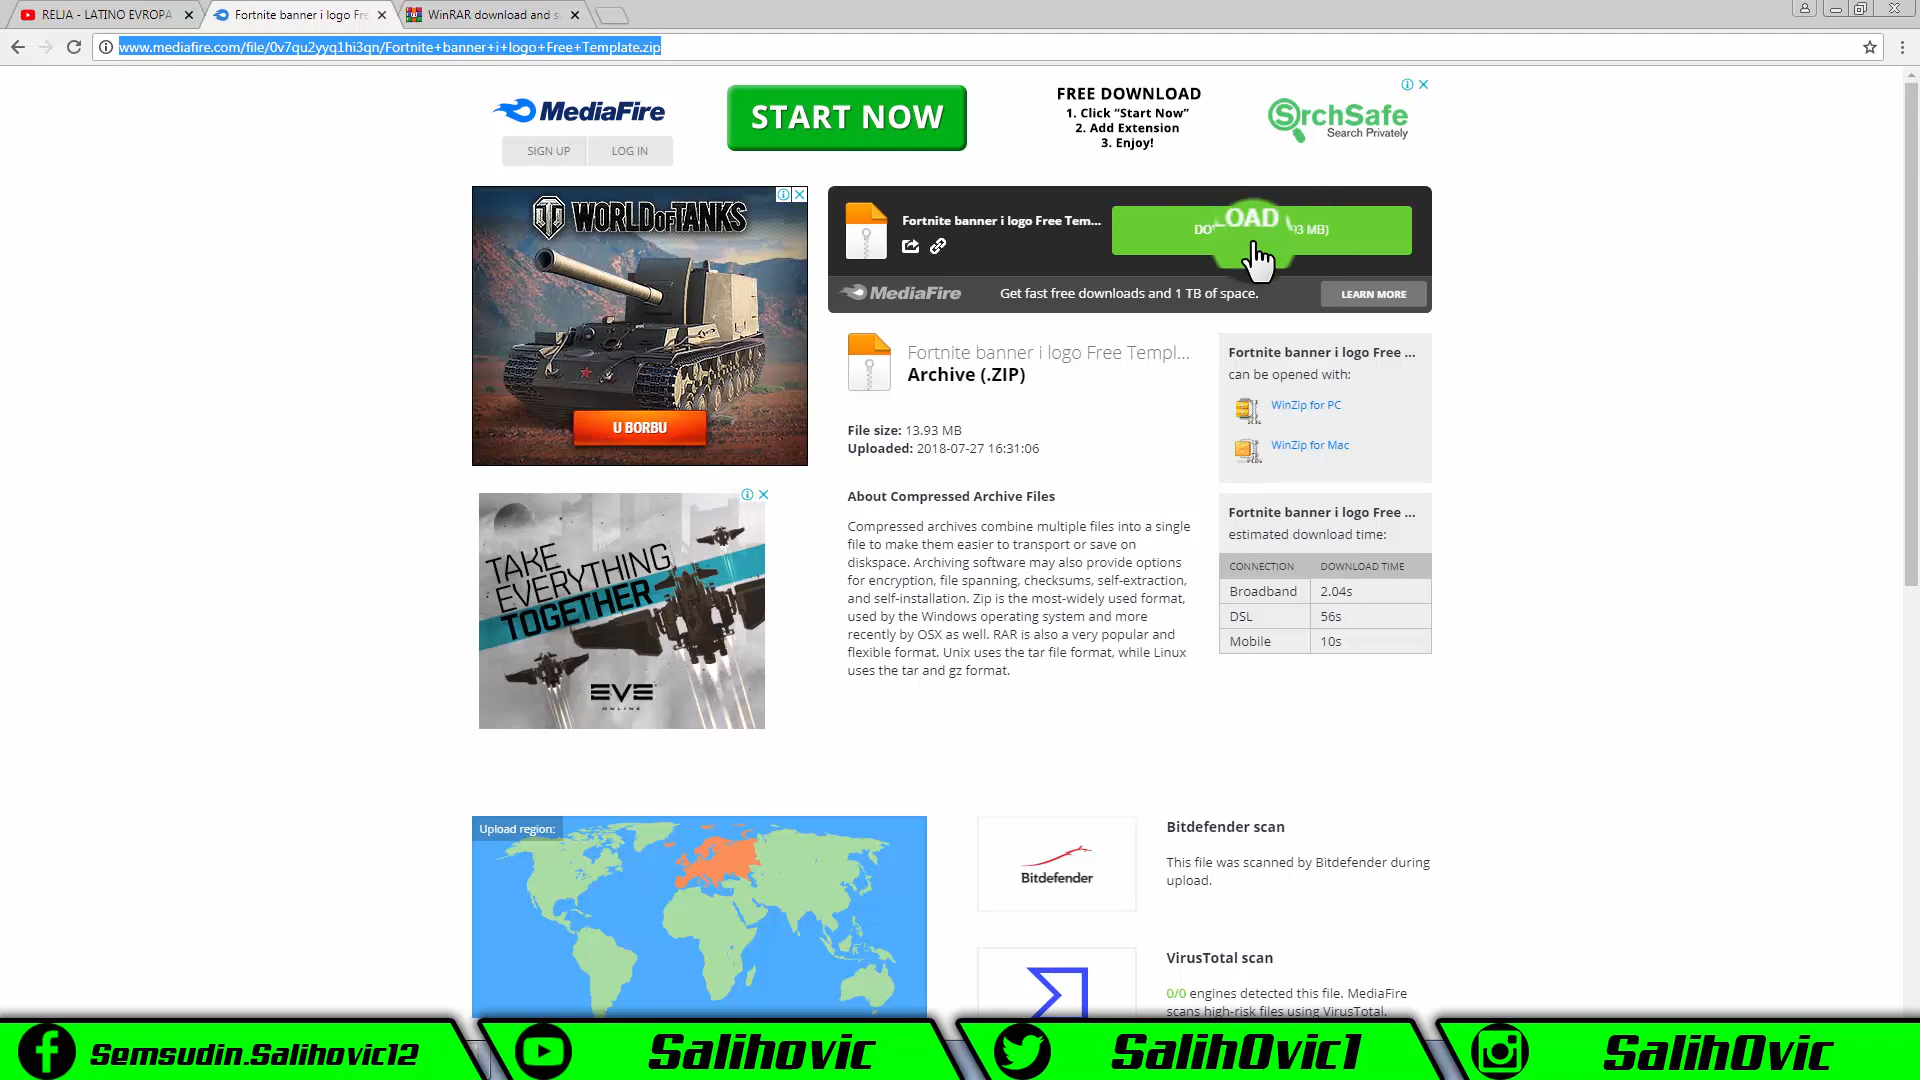 RELJA - LATINO EVROPA
Fortnite banner i logo Fre
WinRAR download and s
www.mediafire.com/file/0v7qu2yyq1hi3qn/Fortnite+banner+i+logo+Free+Template.zip
MediaFire
SIGN UP
LOG IN
START NOW
FREE DOWNLOAD
1. Click “Start Now”
2. Add Extension
3. Enjoy!
SrchSafe
Search Privately
WORLD OF TANKS
U BORBU
Fortnite banner i logo Free Tem...
DO LOAD 93 MB)
MediaFire
Get fast free downloads and 1 TB of space.
LEARN MORE
Fortnite banner i logo Free Templ...
Archive (.ZIP)
File size: 13.93 MB
Uploaded: 2018-07-27 16:31:06
About Compressed Archive Files
Compressed archives combine multiple files into a single
file to make them easier to transport or save on
diskspace. Archiving software may also provide options
for encryption, file spanning, checksums, self-extraction,
and self-installation. Zip is the most-widely used format,
used by the Windows operating system and more
recently by OSX as well. RAR is also a very popular and
flexible format. Unix uses the tar file format, while Linux
uses the tar and gz format.
Fortnite banner i logo Free ...
can be opened with:
WinZip for PC
WinZip for Mac
Fortnite banner i logo Free ...
estimated download time:
CONNECTION DOWNLOAD TIME
Broadband 2.04s
DSL 56s
Mobile 10s
TAKE
EVERYTHING
TOGETHER
EVE
ONLINE
Upload region:
Bitdefender
Bitdefender scan
This file was scanned by Bitdefender during
upload.
VirusTotal scan
0/0 engines detected this file. MediaFire
scans high-risk files using VirusTotal.
Semsudin.Salihovic12
Salihovic
Salih0vic1
Salih0vic